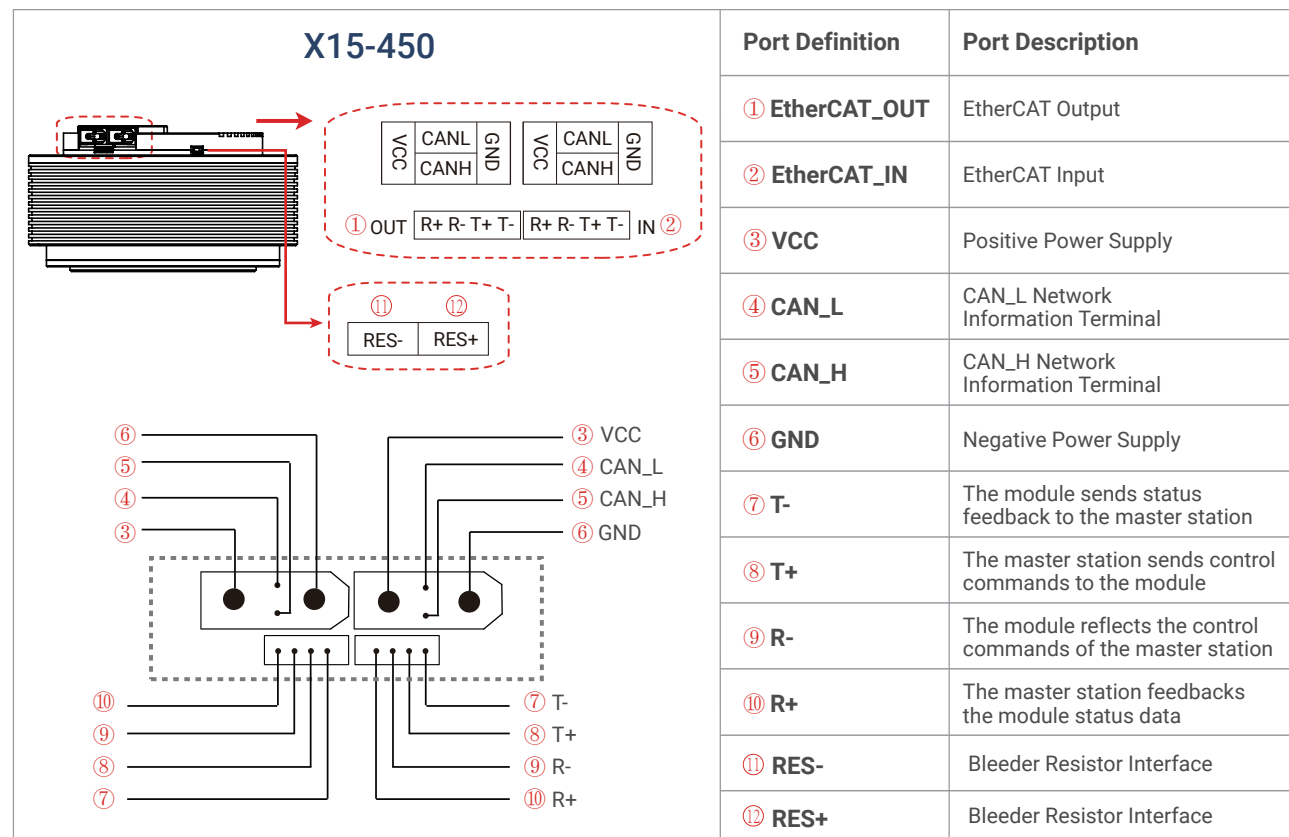 X15-450
VCC
CANL
CANH
GND
VCC
CANL
CANH
GND
① OUT R+ R- T+ T- R+ R- T+ T- IN ②
⑪ ⑫
RES- RES+
⑥
⑤
④
③
③ VCC
④ CAN_L
⑤ CAN_H
⑥ GND
⑩
⑨
⑧
⑦
⑦ T-
⑧ T+
⑨ R-
⑩ R+
Port Definition Port Description
① EtherCAT_OUT EtherCAT Output
② EtherCAT_IN EtherCAT Input
③ VCC Positive Power Supply
④ CAN_L CAN_L Network
Information Terminal
⑤ CAN_H CAN_H Network
Information Terminal
⑥ GND Negative Power Supply
⑦ T- The module sends status
feedback to the master station
⑧ T+ The master station sends control
commands to the module
⑨ R- The module reflects the control
commands of the master station
⑩ R+ The master station feedbacks
the module status data
⑪ RES- Bleeder Resistor Interface
⑫ RES+ Bleeder Resistor Interface